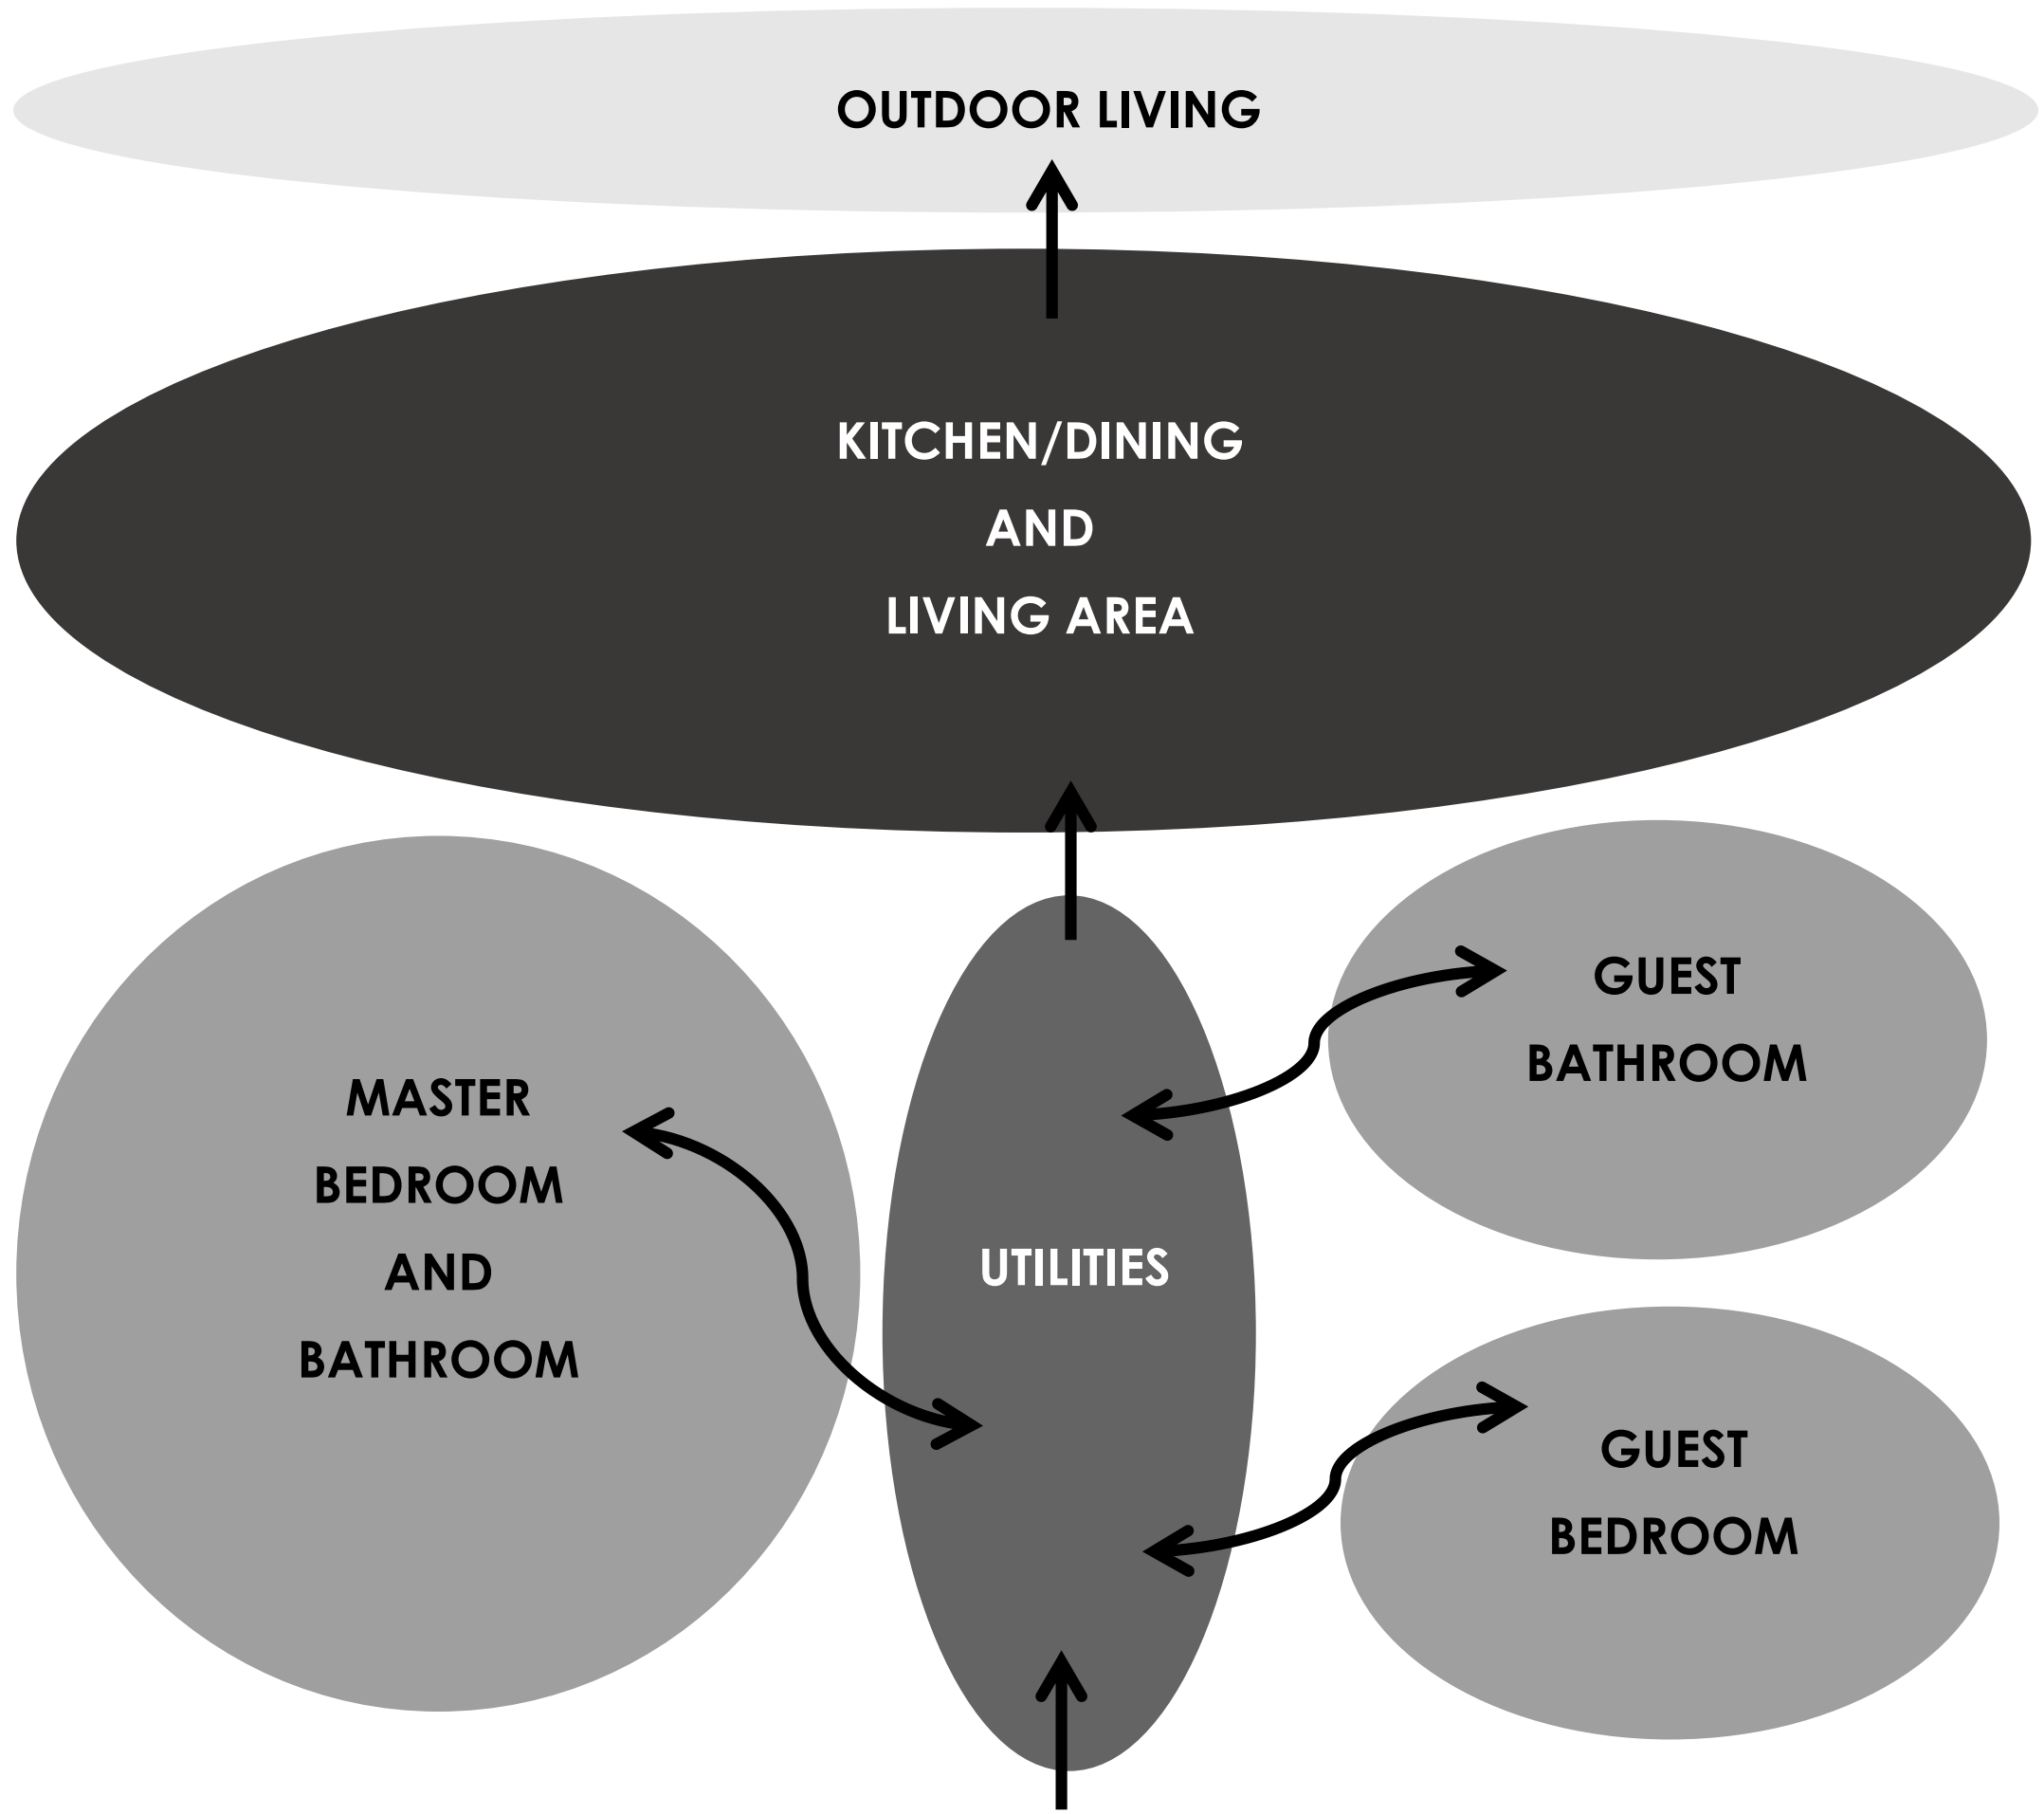 OUTDOOR LIVING
KITCHEN/DINING
AND
LIVING AREA
MASTER
BEDROOM
AND
BATHROOM
UTILITIES
GUEST
BATHROOM
GUEST
BEDROOM